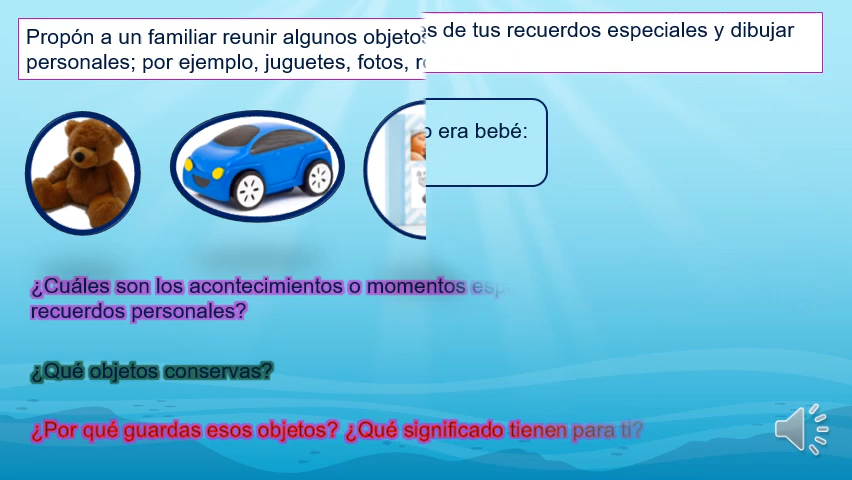 Propón a un familiar reunir algunos objetos
personales; por ejemplo, juguetes, fotos,
de tus recuerdos especiales y dibujar
era bebé:
¿Cuáles son los acontecimientos o momentos
recuerdos personales?
¿Qué objetos conservas?
¿Por qué guardas esos objetos? ¿Qué significado tienen para ti?